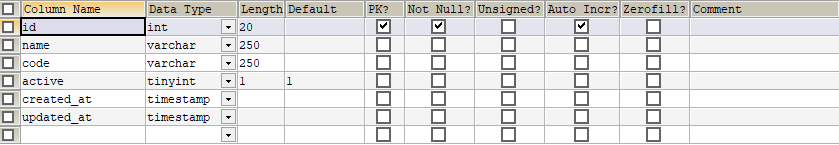 Column Name Data Type Length Default PK? Not Null? Unsigned? Auto Incr? Zerofill? Comment
id int 20
name varchar 250
code varchar 250
active tinyint 1 1
created_at timestamp
updated_at timestamp